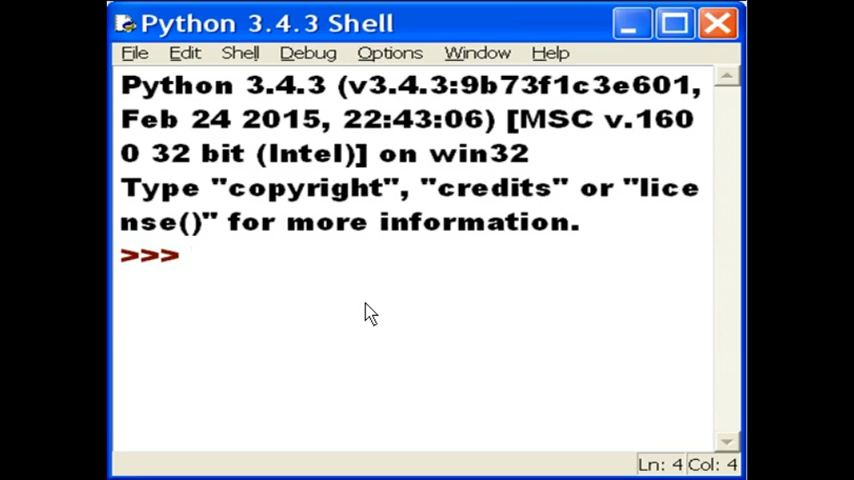 Python 3.4.3 Shell
File Edit Shell Debug Options Window Help
Python 3.4.3 (v3.4.3:9b73f1c3e601,
Feb 24 2015, 22:43:06) [MSC v.160
0 32 bit (Intel)] on win32
Type "copyright", "credits" or "lice
nse()" for more information.
>>>
Ln: 4 Col: 4